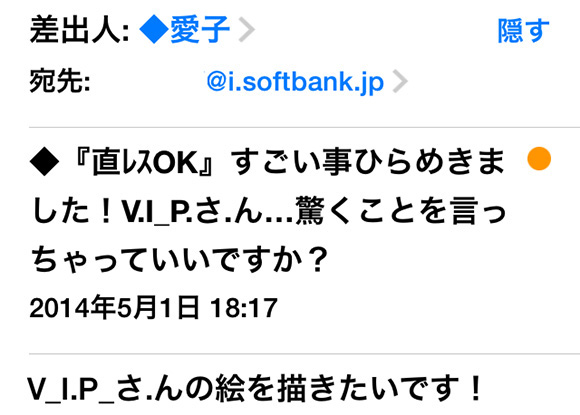 差出人: ◆愛子
隠す
宛先: @i.softbank.jp
◆『直ﾚｽOK』すごい事ひらめきま
した！V.I_P.さ.ん…驚くことを言っ
ちゃっていいですか？
2014年5月1日 18:17
V_I.P_さ.んの絵を描きたいです！